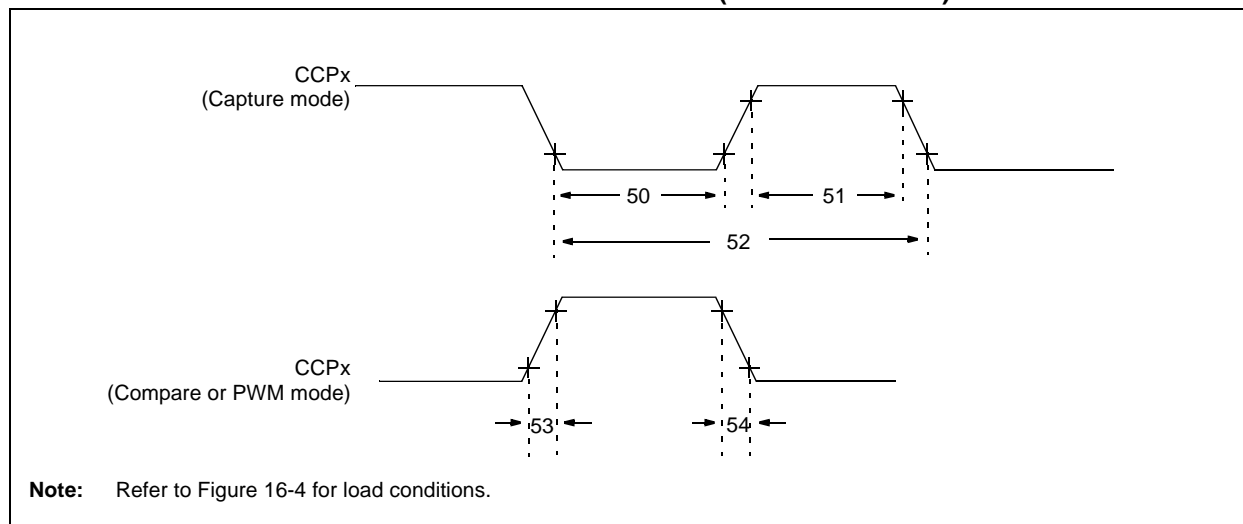 CCPx
(Capture mode)
50
51
52
CCPx
(Compare or PWM mode)
53
54
Note: Refer to Figure 16-4 for load conditions.